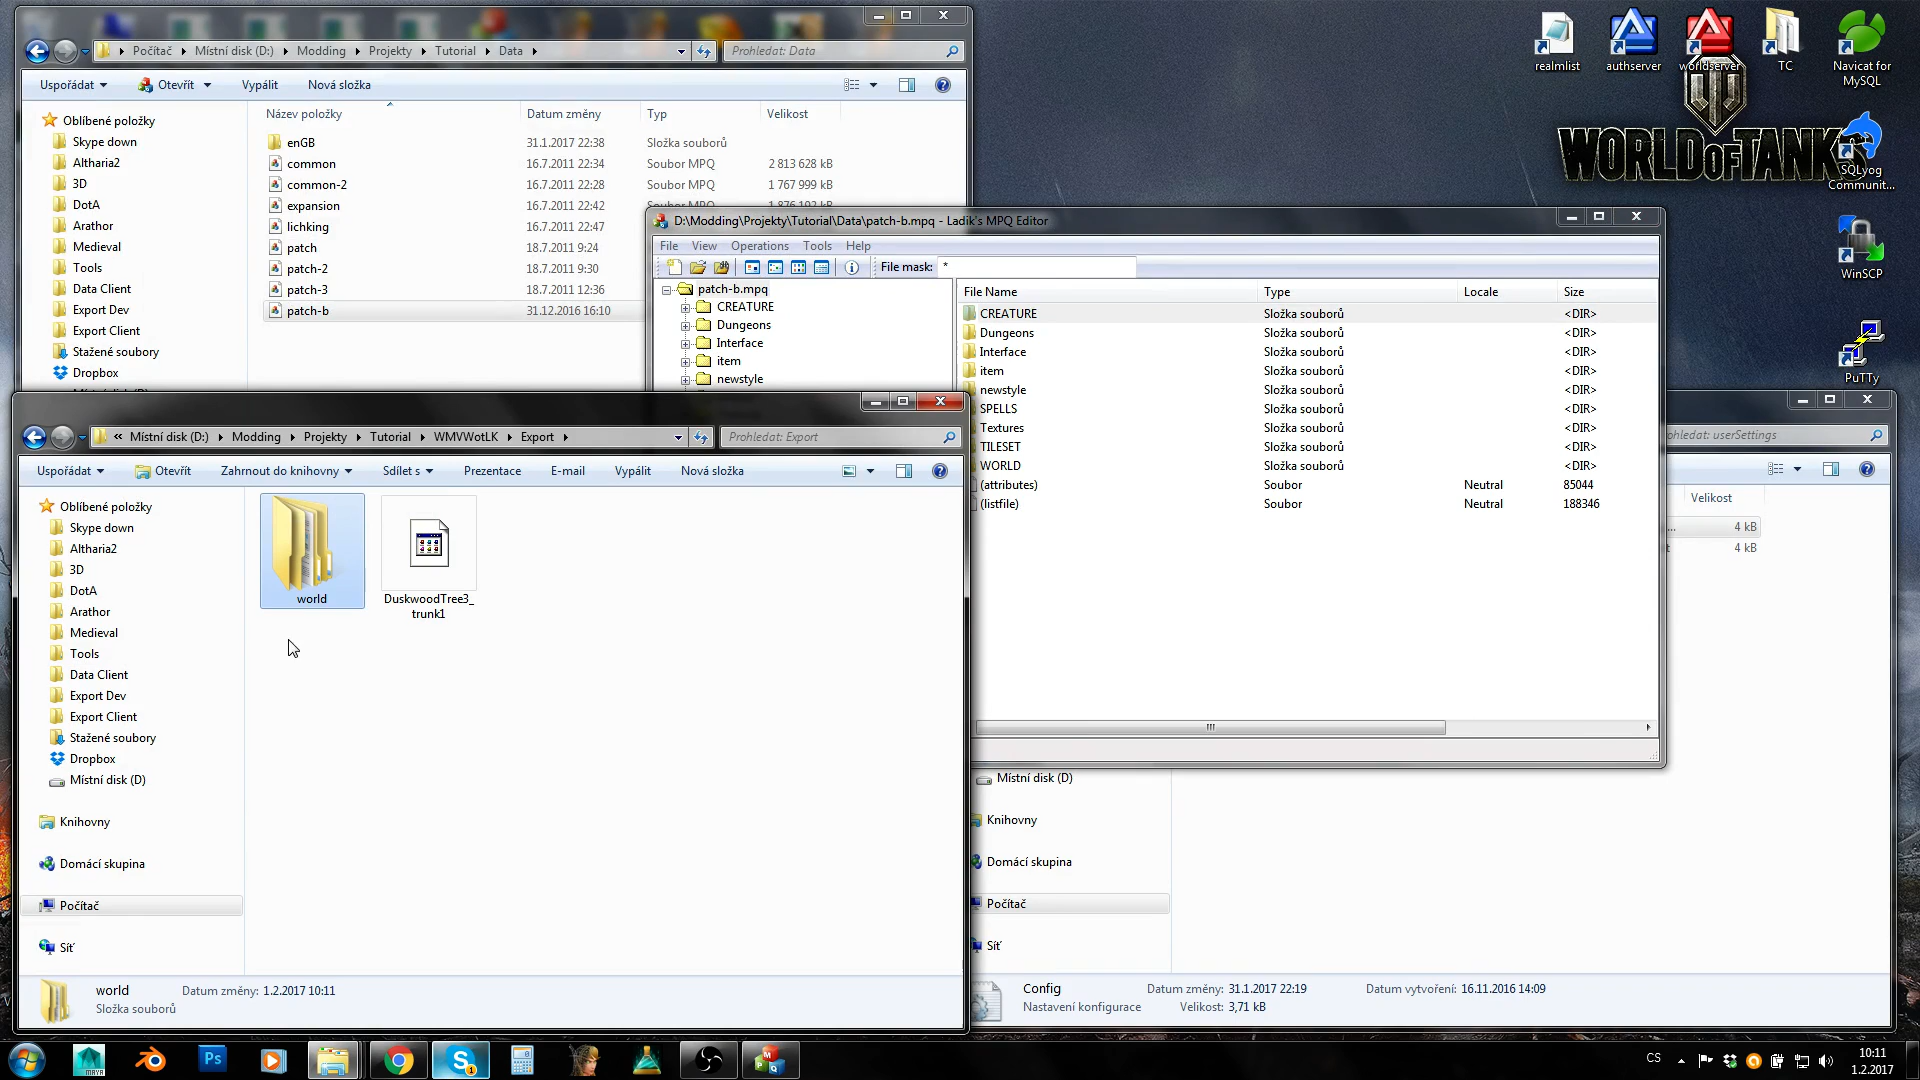 Počítač Místní disk (D:) Modding Projekty Tutorial Data
Prohledat: Data
Uspořádat Otevřít Vypálit Nová složka
Název položky Datum změny Typ Velikost
Oblíbené položky
Skype down
Altharia2
3D
DotA
Arathor
Medieval
Tools
Data Client
Export Dev
Export Client
Stažené soubory
Dropbox
enGB 31.1.2017 22:38 Složka souborů
common 16.7.2011 22:34 Soubor MPQ 2 813 628 kB
common-2 16.7.2011 22:28 Soubor MPQ 1 767 999 kB
expansion 16.7.2011 22:42 Soubor MPQ
lichking 16.7.2011 22:47
patch 18.7.2011 9:24
patch-2 18.7.2011 9:30
patch-3 18.7.2011 12:36
patch-b 31.12.2016 16:10
realmlist
authserver
worldserver
TC
Navicat for
MySQL
WORLD OF TANKS
SQLyog
Communit...
WinSCP
PuTTy
D:\Modding\Projekty\Tutorial\Data\patch-b.mpq - Ladik's MPQ Editor
File View Operations Tools Help
File mask: *
patch-b.mpq
CREATURE
Dungeons
Interface
item
newstyle
File Name Type Locale Size
CREATURE Složka souborů <DIR>
Dungeons Složka souborů <DIR>
Interface Složka souborů <DIR>
item Složka souborů <DIR>
newstyle Složka souborů <DIR>
SPELLS Složka souborů <DIR>
Textures Složka souborů <DIR>
TILESET Složka souborů <DIR>
WORLD Složka souborů <DIR>
(attributes) Soubor Neutral 85044
(listfile) Soubor Neutral 188346
« Místní disk (D:) Modding Projekty Tutorial WMVWotLK Export
Prohledat: Export
Uspořádat Otevřít Zahrnout do knihovny Sdílet s Prezentace E-mail Vypálit Nová složka
Oblíbené položky
Skype down
Altharia2
3D
DotA
Arathor
Medieval
Tools
Data Client
Export Dev
Export Client
Stažené soubory
Dropbox
Místní disk (D)
Knihovny
Domácí skupina
Počítač
Síť
world
DuskwoodTree3_
trunk1
world Datum změny: 1.2.2017 10:11
Složka souborů
ohledat: userSettings
Velikost
... 4 kB
4 kB
Místní disk (D)
Knihovny
Domácí skupina
Počítač
Síť
Config Datum změny: 31.1.2017 22:19 Datum vytvoření: 16.11.2016 14:09
Nastavení konfigurace Velikost: 3,71 kB
MAYA
Ps
CS
10:11
1.2.2017